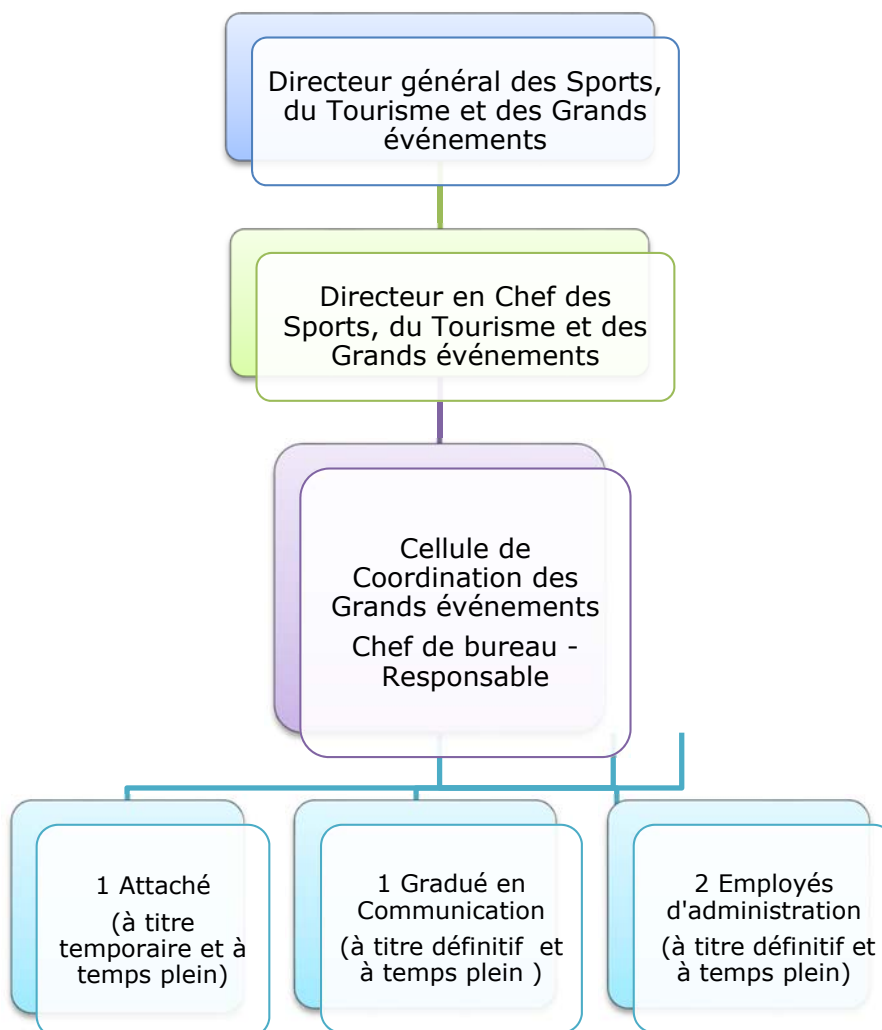 Directeur général des Sports,
du Tourisme et des Grands
événements
Directeur en Chef des
Sports, du Tourisme et des
Grands événements
Cellule de
Coordination des
Grands événements
Chef de bureau -
Responsable
1 Attaché
(à titre
temporaire et à
temps plein)
1 Gradué en
Communication
(à titre définitif et
à temps plein )
2 Employés
d'administration
(à titre définitif et
à temps plein)